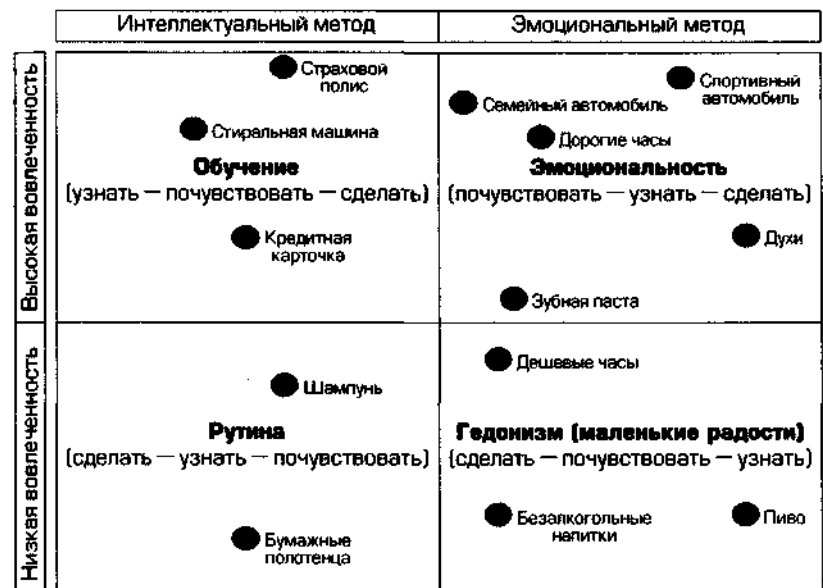 Интеллектуальный метод
Эмоциональный метод
Высокая вовлеченность
Страховой
полис
Стиральная машина
Обучение
(узнать — почувствовать — сделать)
Кредитная
карточка
Спортивный
автомобиль
Семейный автомобиль
Дорогие часы
Эмоциональность
(почувствовать — узнать — сделать)
Духи
Зубная паста
Низкая вовлеченность
Шампунь
Рутина
(сделать — узнать — почувствовать)
Бумажные
полотенца
Дешевые часы
Гедонизм (маленькие радости)
(сделать — почувствовать — узнать)
Безалкогольные
напитки
Пиво